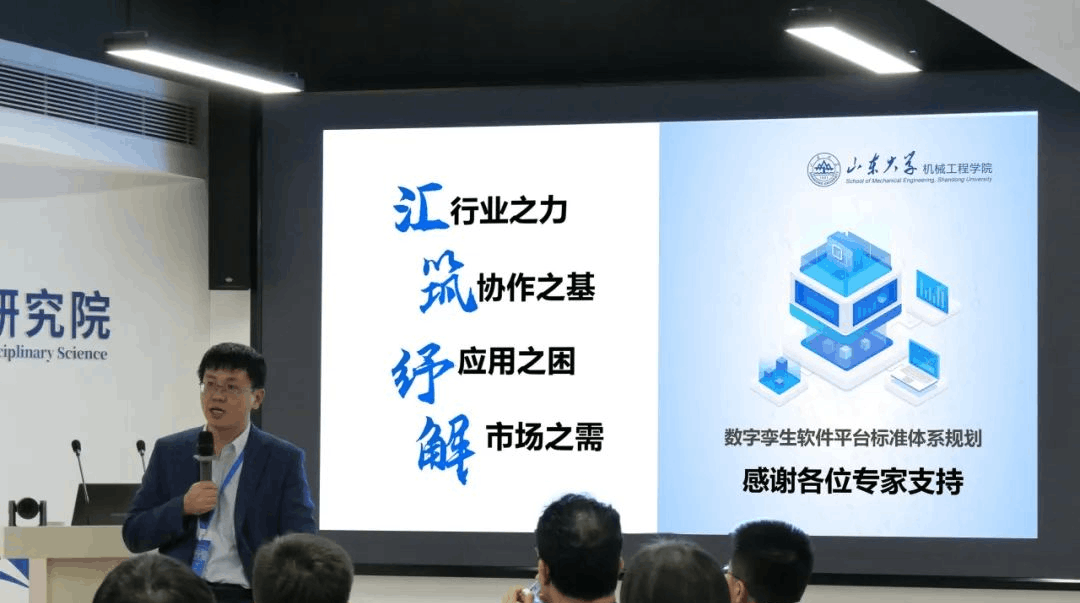 研究院
ciplinary Science
汇行业之力
筑协作之基
纾应用之困
解市场之需
山东大学 机械工程学院
School of Mechanical Engineering, Shandong University
数字孪生软件平台标准体系规划
感谢各位专家支持